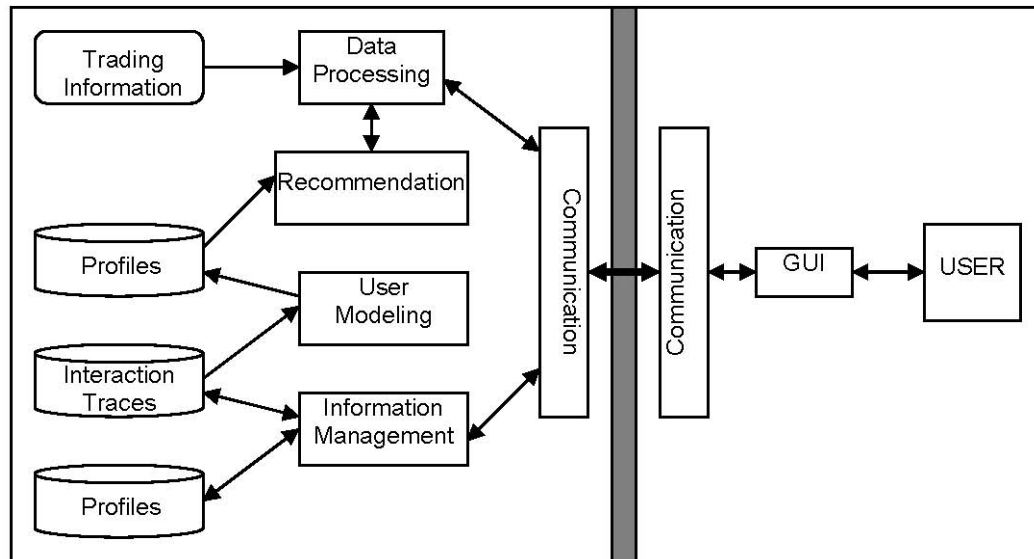 Trading
Information
Data
Processing
Recommendation
Profiles
User
Modeling
Interaction
Traces
Information
Management
Profiles
Communication
Communication
GUI
USER